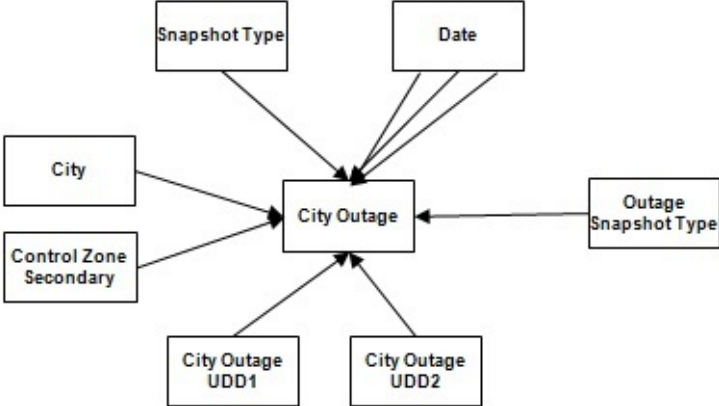 Snapshot Type
Date
City
City Outage
Outage
Snapshot Type
Control Zone
Secondary
City Outage
UDD1
City Outage
UDD2